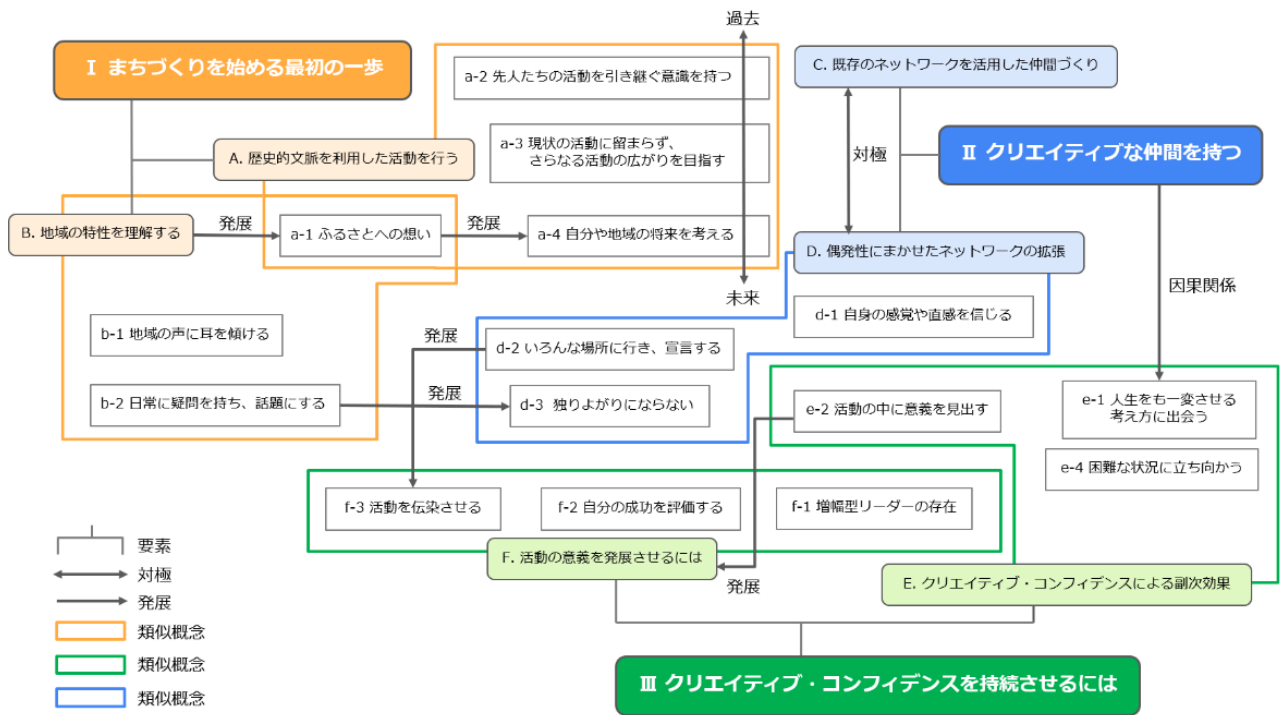 過去
Ⅰ まちづくりを始める最初の一歩
a-2 先人たちの活動を引き継ぐ意識を持つ
C. 既存のネットワークを活用した仲間づくり
a-3 現状の活動に留まらず、
さらなる活動の広がりを目指す
A. 歴史的文脈を利用した活動を行う
対極
Ⅱ クリエイティブな仲間を持つ
B. 地域の特性を理解する
発展
a-1 ふるさとへの想い
発展
a-4 自分や地域の将来を考える
D. 偶発性にまかせたネットワークの拡張
未来
因果関係
d-1 自身の感覚や直感を信じる
b-1 地域の声に耳を傾ける
発展
d-2 いろんな場所に行き、宣言する
b-2 日常に疑問を持ち、話題にする
発展
d-3 独りよがりにならない
e-2 活動の中に意義を見出す
e-1 人生をも一変させる
考え方に出会う
e-4 困難な状況に立ち向かう
f-3 活動を伝染させる
f-2 自分の成功を評価する
f-1 増幅型リーダーの存在
F. 活動の意義を発展させるには
発展
E. クリエイティブ・コンフィデンスによる副次効果
要素
対極
発展
類似概念
類似概念
類似概念
Ⅲ クリエイティブ・コンフィデンスを持続させるには